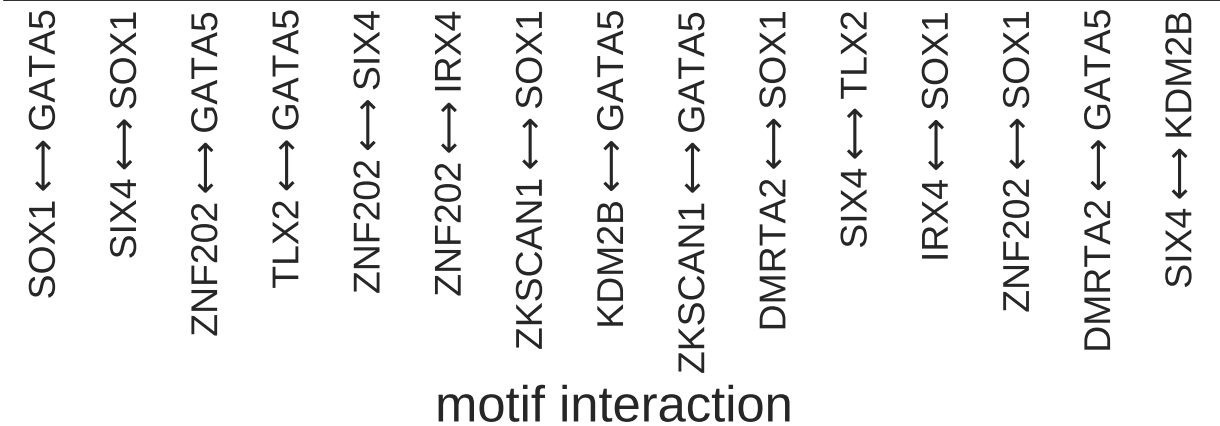 SOX1 ⟷ GATA5
SIX4 ⟷ SOX1
ZNF202 ⟷ GATA5
TLX2 ⟷ GATA5
ZNF202 ⟷ SIX4
ZNF202 ⟷ IRX4
ZKSCAN1 ⟷ SOX1
KDM2B ⟷ GATA5
ZKSCAN1 ⟷ GATA5
DMRTA2 ⟷ SOX1
SIX4 ⟷ TLX2
IRX4 ⟷ SOX1
ZNF202 ⟷ SOX1
DMRTA2 ⟷ GATA5
SIX4 ⟷ KDM2B
motif interaction